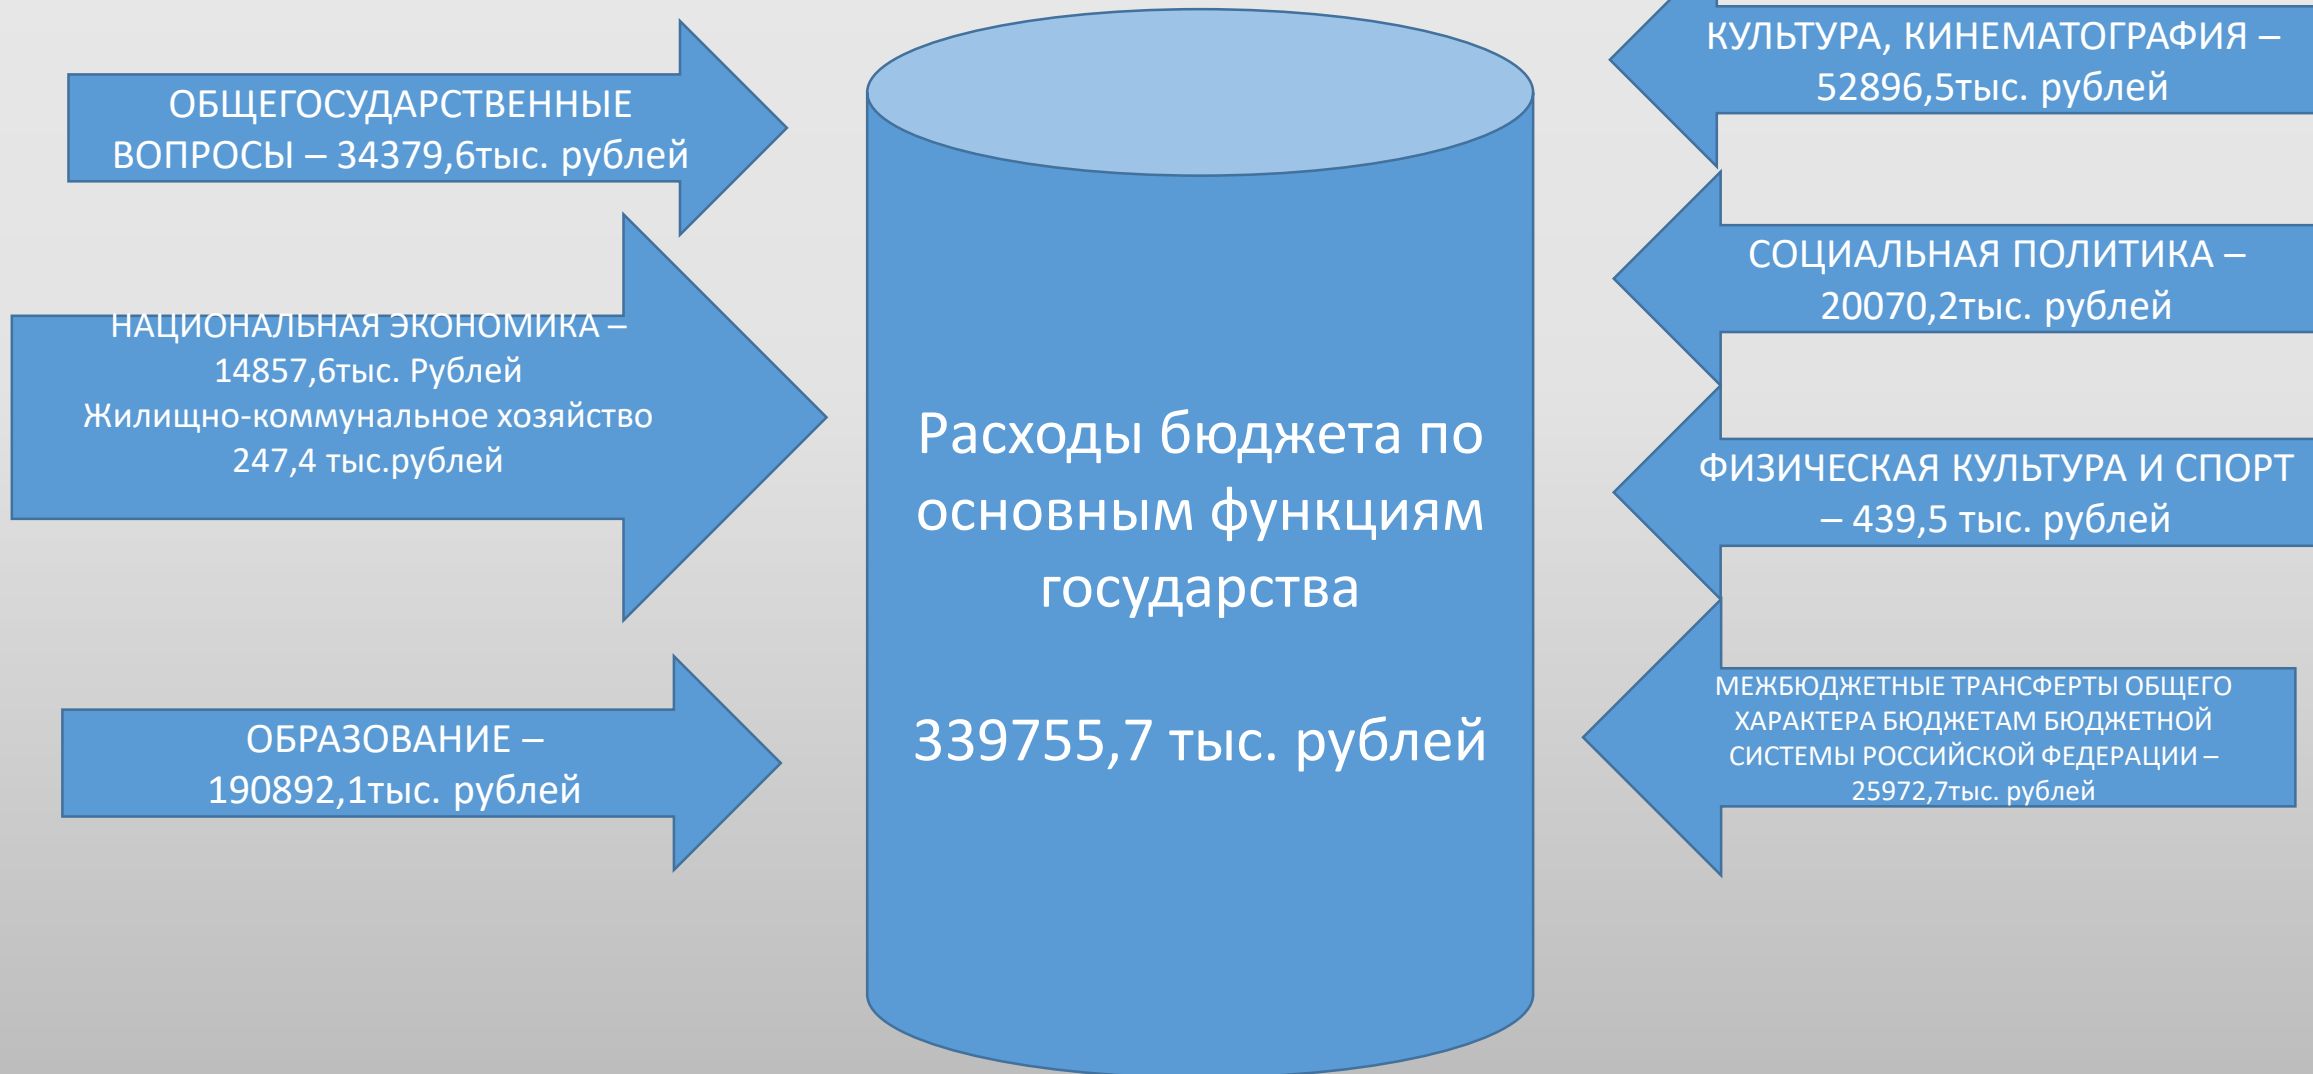 ОБЩЕГОСУДАРСТВЕННЫЕ
ВОПРОСЫ – 34379,6тыс. рублей
НАЦИОНАЛЬНАЯ ЭКОНОМИКА –
14857,6тыс. Рублей
Жилищно-коммунальное хозяйство
247,4 тыс.рублей
ОБРАЗОВАНИЕ –
190892,1тыс. рублей
Расходы бюджета по
основным функциям
государства
339755,7 тыс. рублей
КУЛЬТУРА, КИНЕМАТОГРАФИЯ –
52896,5тыс. рублей
СОЦИАЛЬНАЯ ПОЛИТИКА –
20070,2тыс. рублей
ФИЗИЧЕСКАЯ КУЛЬТУРА И СПОРТ
– 439,5 тыс. рублей
МЕЖБЮДЖЕТНЫЕ ТРАНСФЕРТЫ ОБЩЕГО
ХАРАКТЕРА БЮДЖЕТАМ БЮДЖЕТНОЙ
СИСТЕМЫ РОССИЙСКОЙ ФЕДЕРАЦИИ –
25972,7тыс. рублей